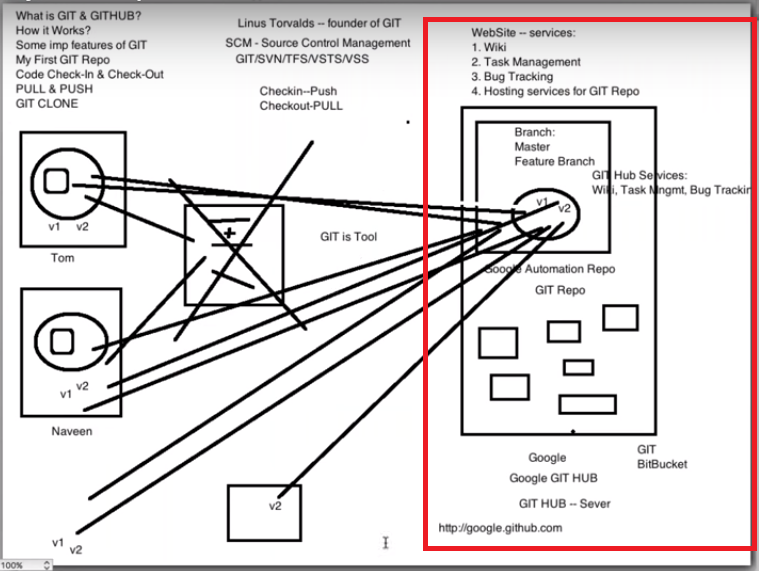 What is GIT & GITHUB?
How it Works?
Some imp features of GIT
My First GIT Repo
Code Check-In & Check-Out
PULL & PUSH
GIT CLONE
Linus Torvalds -- founder of GIT
SCM - Source Control Management
GIT/SVN/TFS/VSTS/VSS
Checkin--Push
Checkout-PULL
WebSite -- services:
1. Wiki
2. Task Management
3. Bug Tracking
4. Hosting services for GIT Repo
Branch:
Master
Feature Branch
GIT Hub Services:
Wiki, Task Mngmt, Bug Trackin
v1
v2
v1 v2
Tom
GIT is Tool
Google Automation Repo
GIT Repo
v1 v2
Naveen
Google
GIT
BitBucket
Google GIT HUB
GIT HUB -- Sever
http://google.github.com
v2
v1 v2
100%